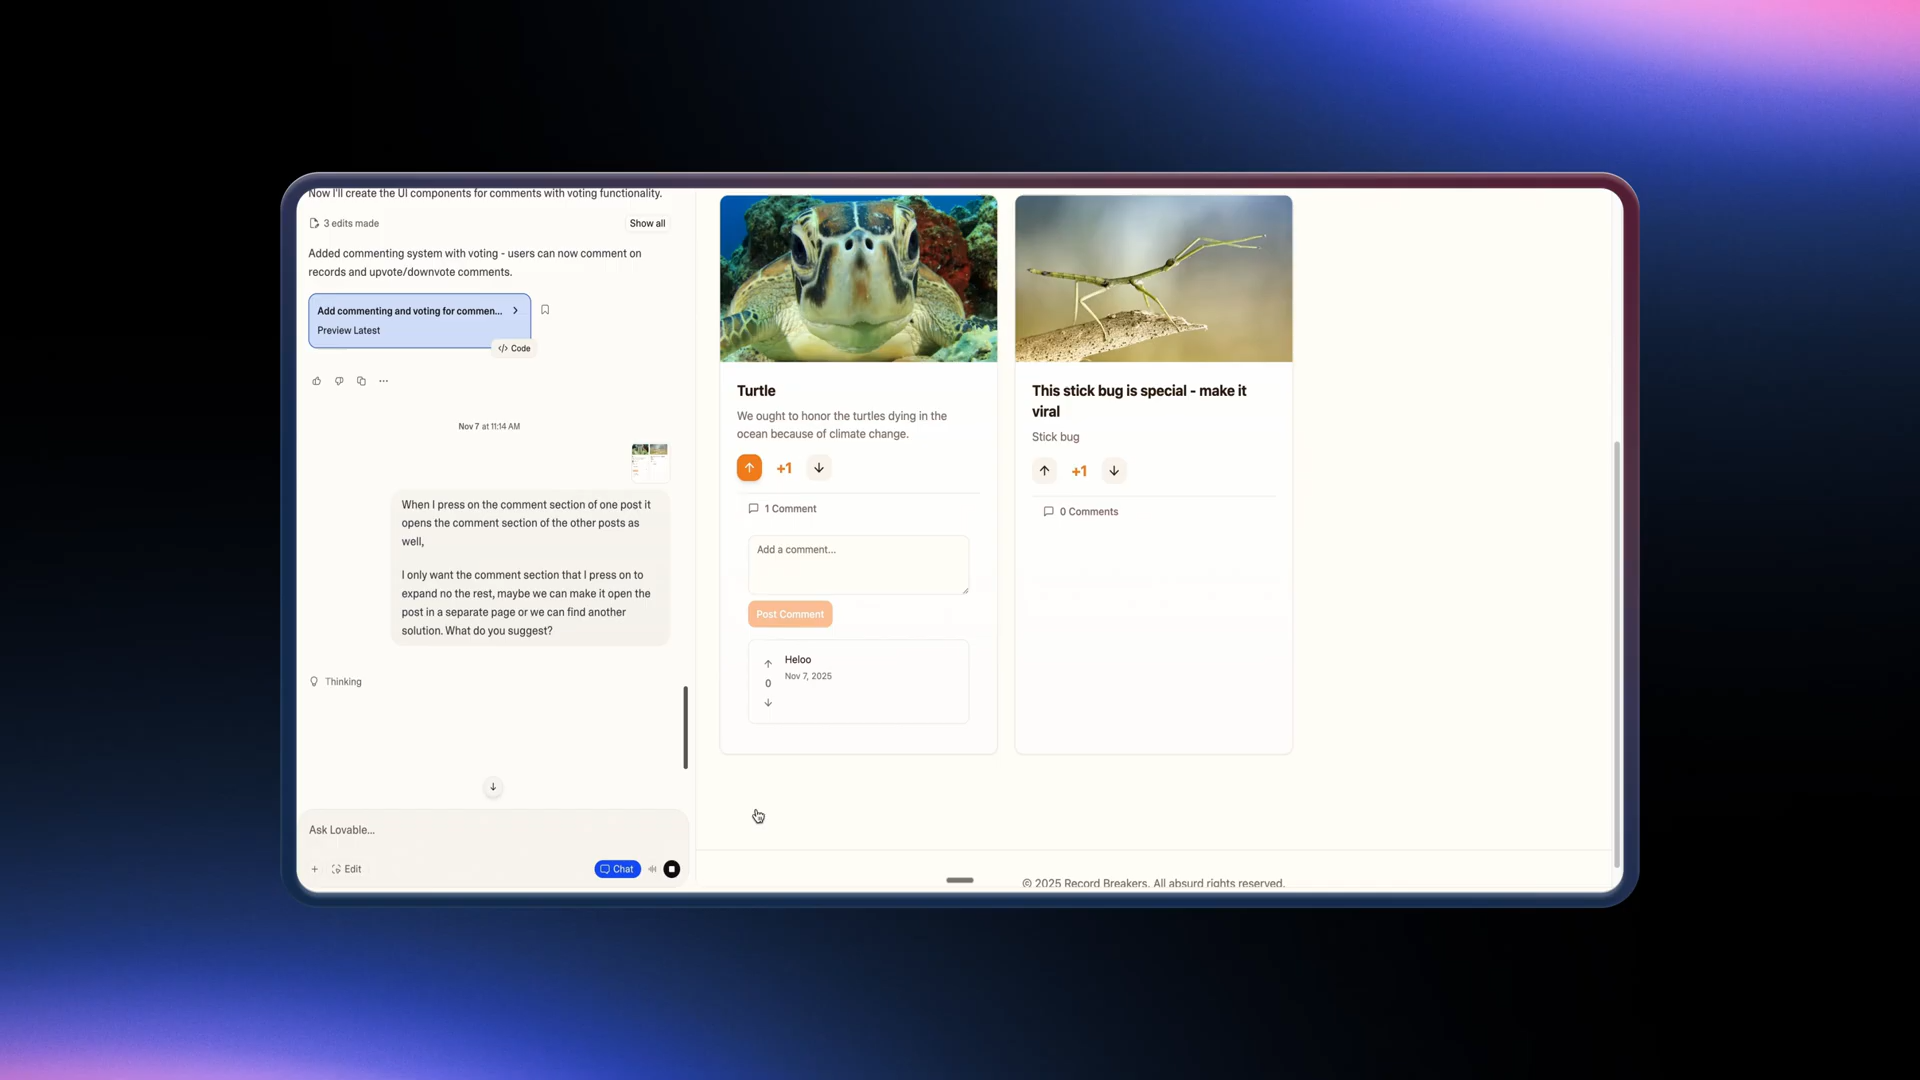 Now I'll create the UI components for comments with voting functionality.
3 edits made
Show all
Added commenting system with voting - users can now comment on
records and upvote/downvote comments.
Add commenting and voting for commen...
Preview Latest
Code
Nov 7 at 11:14 AM
When I press on the comment section of one post it
opens the comment section of the other posts as
well,
I only want the comment section that I press on to
expand no the rest, maybe we can make it open the
post in a separate page or we can find another
solution. What do you suggest?
Thinking
Ask Lovable...
Edit
Chat
Turtle
We ought to honor the turtles dying in the
ocean because of climate change.
+1
1 Comment
Add a comment...
Post Comment
Heloo
Nov 7, 2025
0
This stick bug is special - make it
viral
Stick bug
+1
0 Comments
© 2025 Record Breakers. All absurd rights reserved.